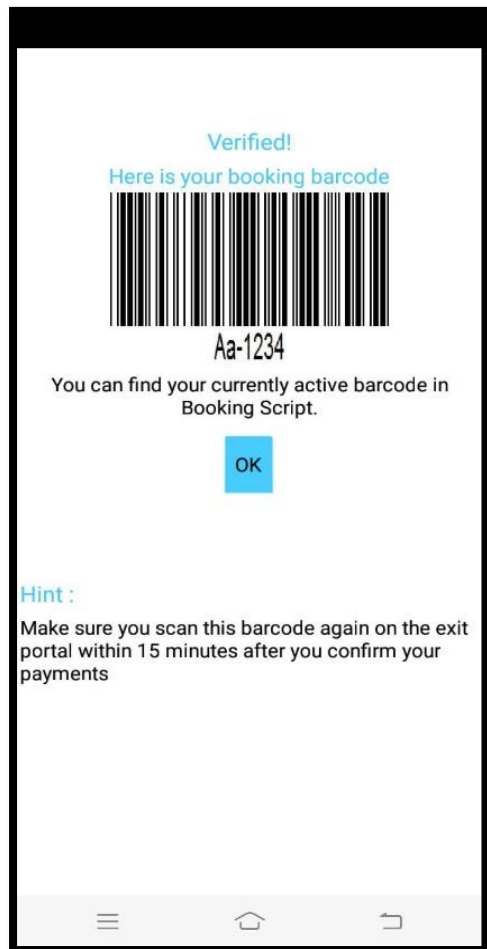 Verified!
Here is your booking barcode
Aa-1234
You can find your currently active barcode in
Booking Script.
OK
Hint :
Make sure you scan this barcode again on the exit
portal within 15 minutes after you confirm your
payments